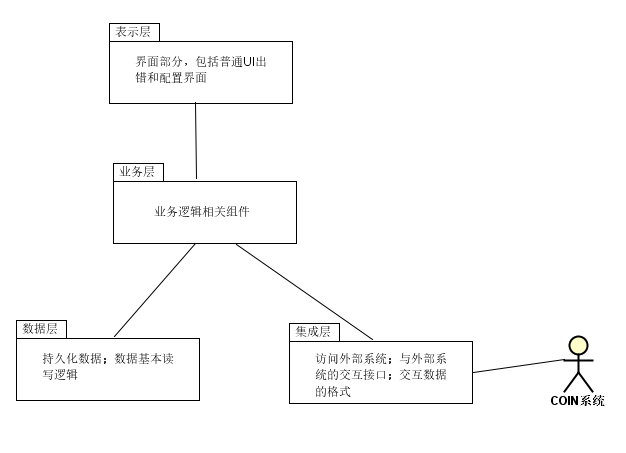 表示层
界面部分，包括普通UI出
错和配置界面
业务层
业务逻辑相关组件
数据层
持久化数据；数据基本读
写逻辑
集成层
访问外部系统；与外部系
统的交互接口；交互数据
的格式
COIN系统